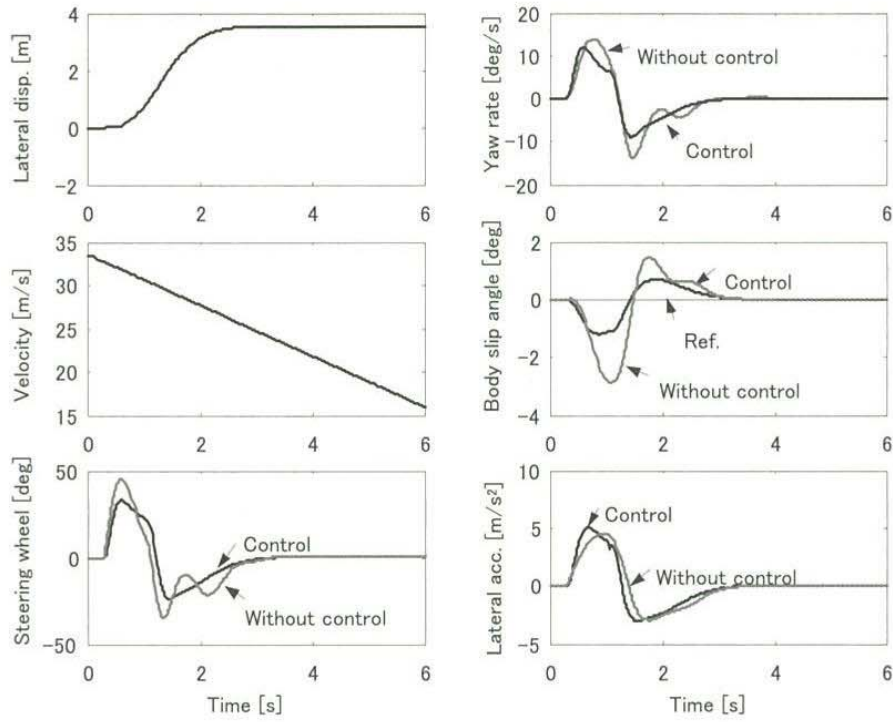 Lateral disp. [m]
4
2
0
-2
0
2
4
6
Yaw rate [deg/s]
20
10
0
-10
-20
Without control
Control
0
2
4
6
Velocity [m/s]
35
30
25
20
15
0
2
4
6
Body slip angle [deg]
2
0
-2
-4
Control
Ref.
Without control
0
2
4
6
Steering wheel [deg]
50
0
-50
Control
Without control
0
2
4
6
Time [s]
Lateral acc. [m/s²]
10
5
0
-5
Control
Without control
0
2
4
6
Time [s]